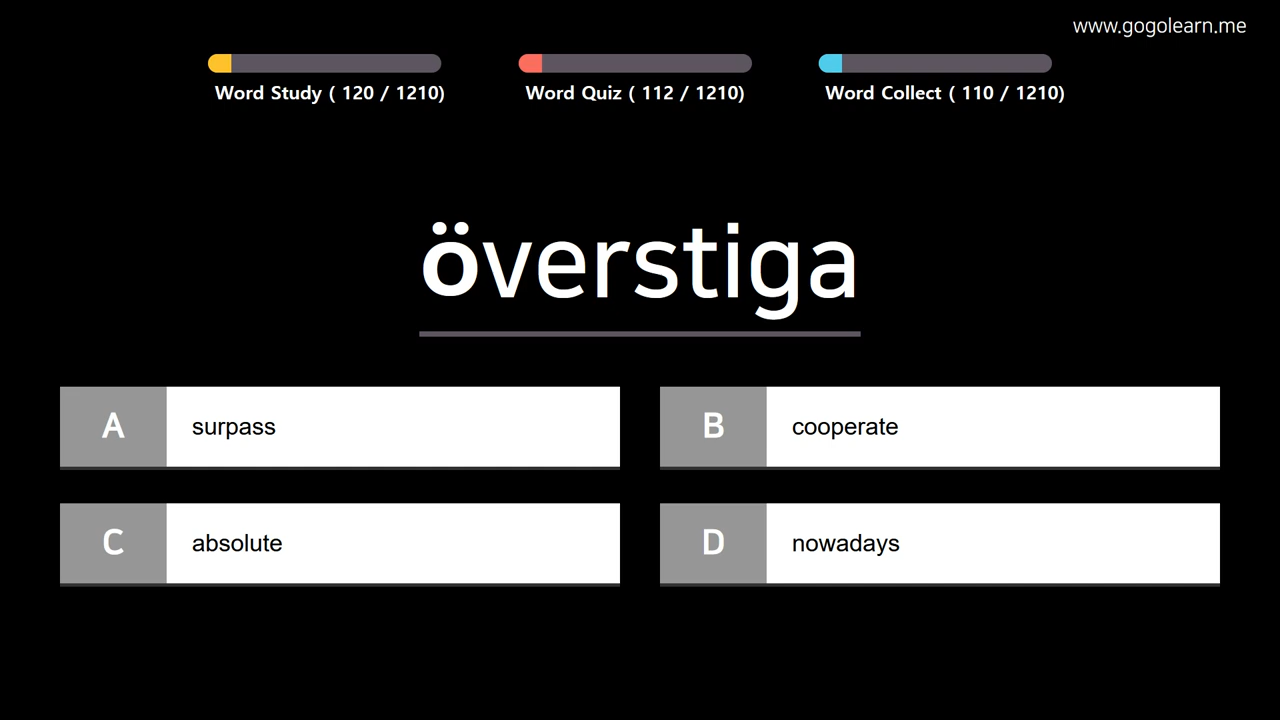 www.gogolearn.me
Word Study ( 120 / 1210)
Word Quiz ( 112 / 1210)
Word Collect ( 110 / 1210)
överstiga
A surpass
B cooperate
C absolute
D nowadays